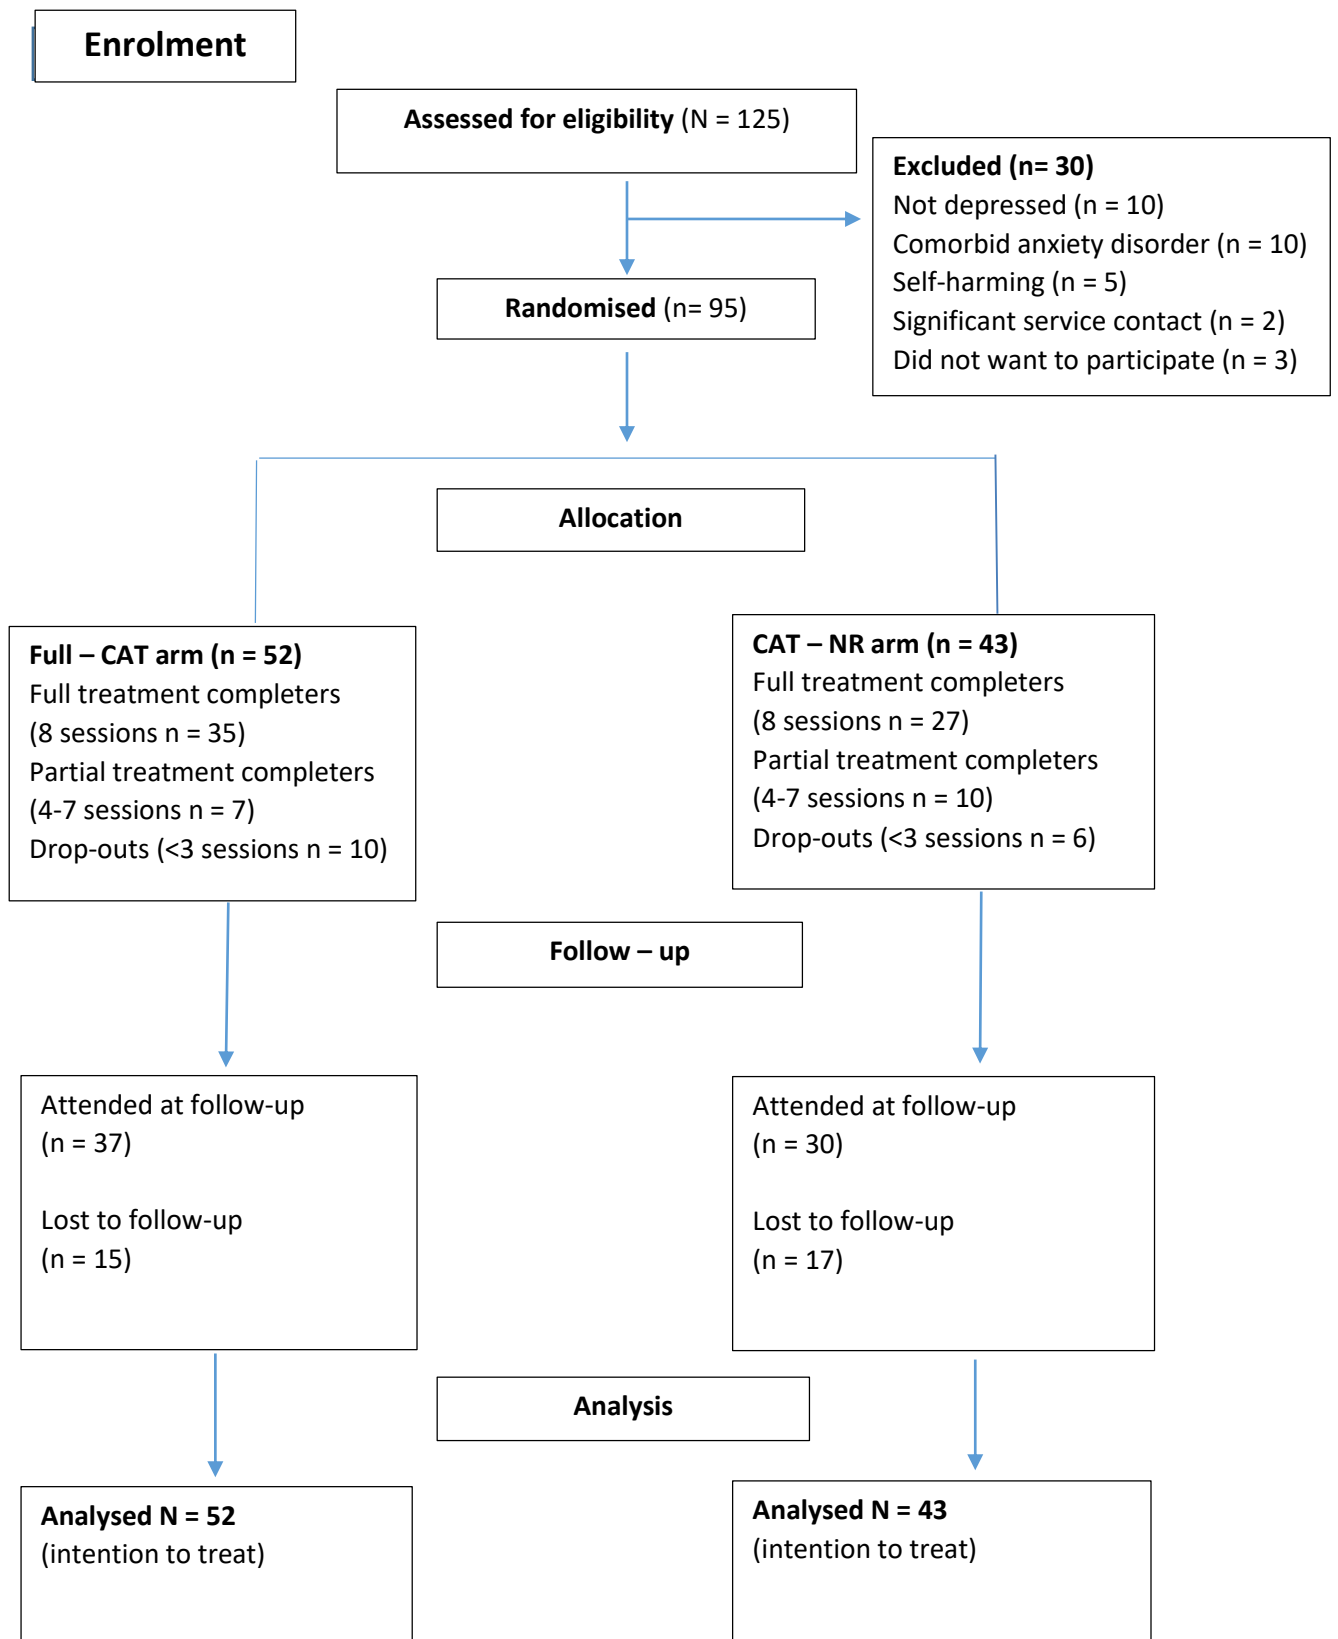 Enrolment
Assessed for eligibility (N = 125)
Excluded (n= 30)
Not depressed (n = 10)
Comorbid anxiety disorder (n = 10)
Self-harming (n = 5)
Significant service contact (n = 2)
Did not want to participate (n = 3)
Randomised (n= 95)
Allocation
Full – CAT arm (n = 52)
Full treatment completers
(8 sessions n = 35)
Partial treatment completers
(4-7 sessions n = 7)
Drop-outs (<3 sessions n = 10)
CAT – NR arm (n = 43)
Full treatment completers
(8 sessions n = 27)
Partial treatment completers
(4-7 sessions n = 10)
Drop-outs (<3 sessions n = 6)
Follow – up
Attended at follow-up
(n = 37)
Lost to follow-up
(n = 15)
Attended at follow-up
(n = 30)
Lost to follow-up
(n = 17)
Analysis
Analysed N = 52
(intention to treat)
Analysed N = 43
(intention to treat)